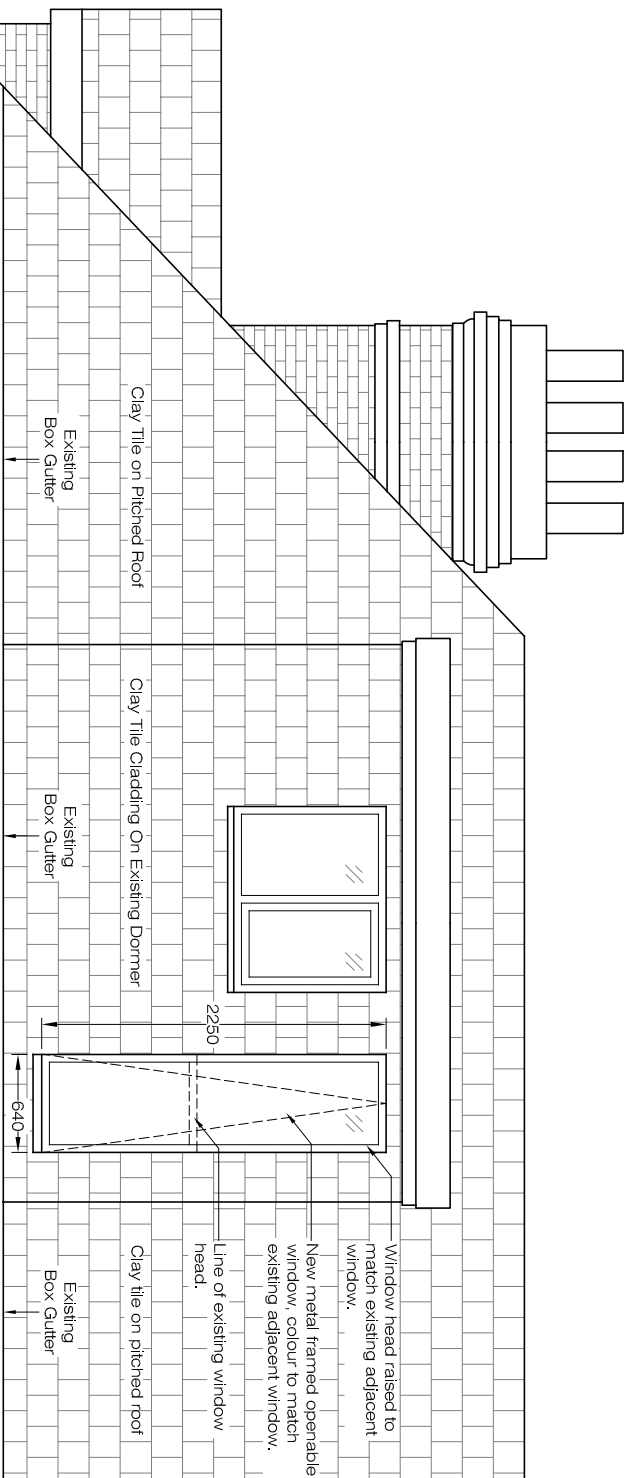 Clay Tile on Pitched Roof
Existing
Box Gutter
Clay Tile Cladding On Existing Dormer
Existing
Box Gutter
2250
640
Window head raised to
match existing adjacent
window.
New metal framed openable
window, colour to match
existing adjacent window.
Line of existing window
head.
Clay tile on pitched roof
Existing
Box Gutter